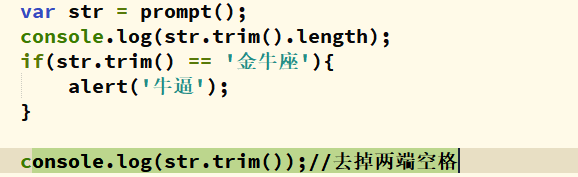 var str = prompt();
console.log(str.trim().length);
if(str.trim() == '金牛座'){
    alert('牛逼');
}
console.log(str.trim());//去掉两端空格